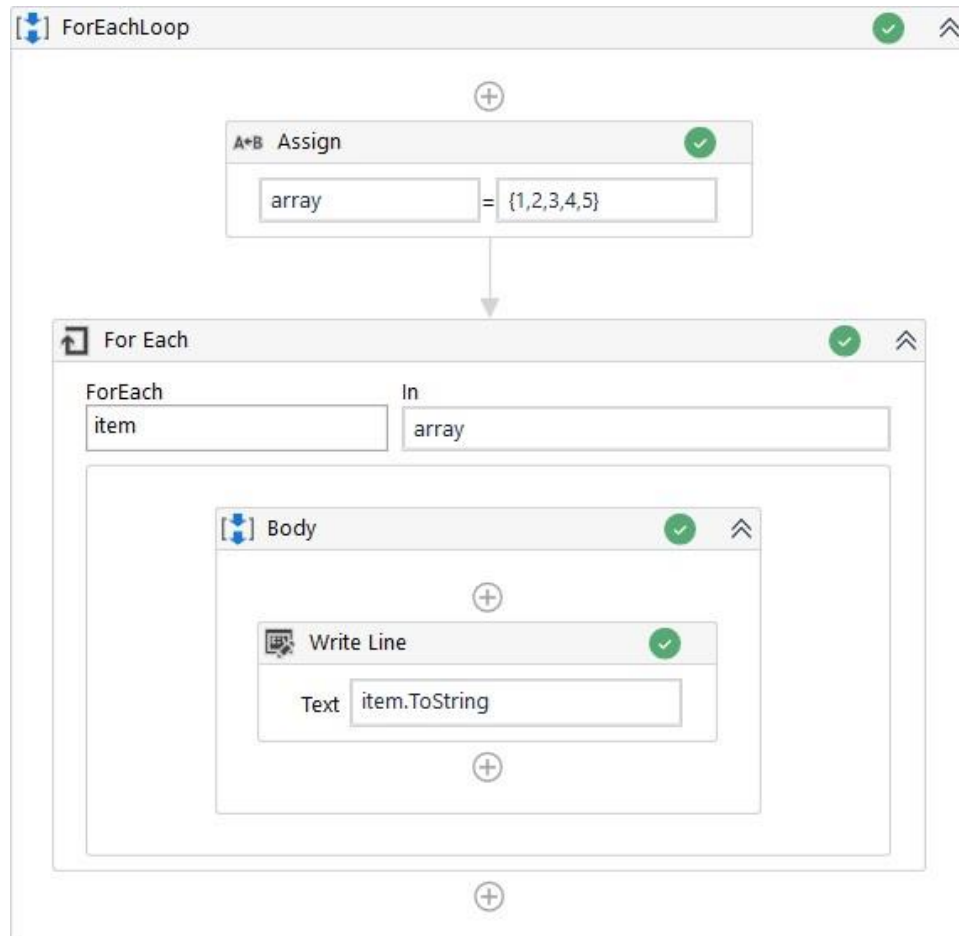 ForEachLoop
A←B Assign
array = {1,2,3,4,5}
For Each
ForEach In
item array
Body
Write Line
Text item.ToString